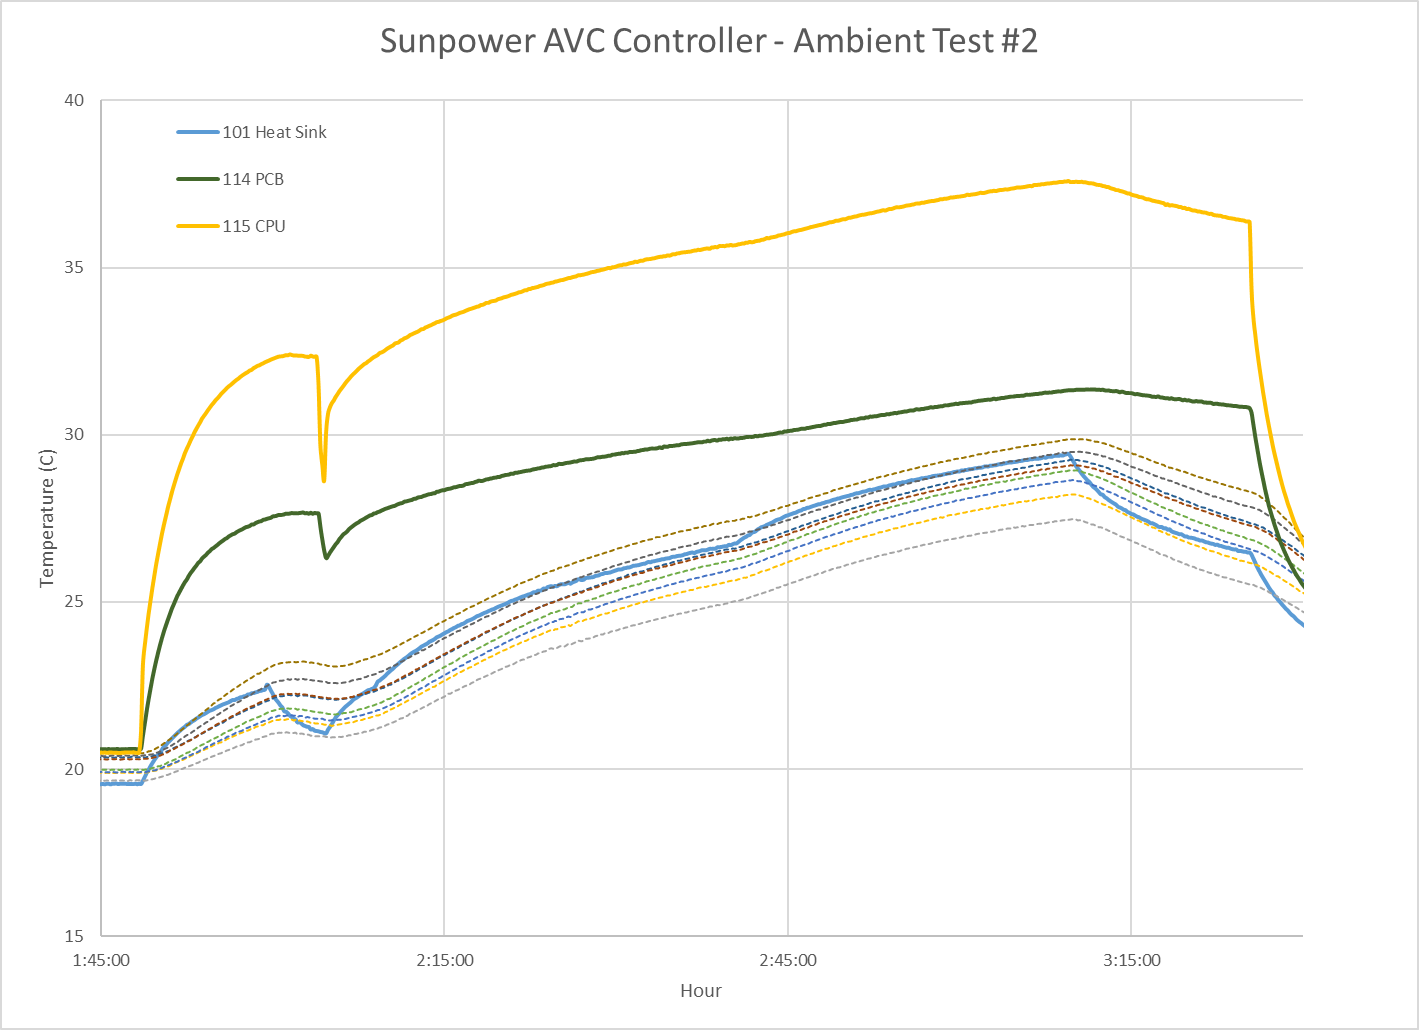 Sunpower AVC Controller - Ambient Test #2
40
35
30
25
20
15
Temperature (C)
101 Heat Sink
114 PCB
115 CPU
1:45:00
2:15:00
2:45:00
3:15:00
Hour